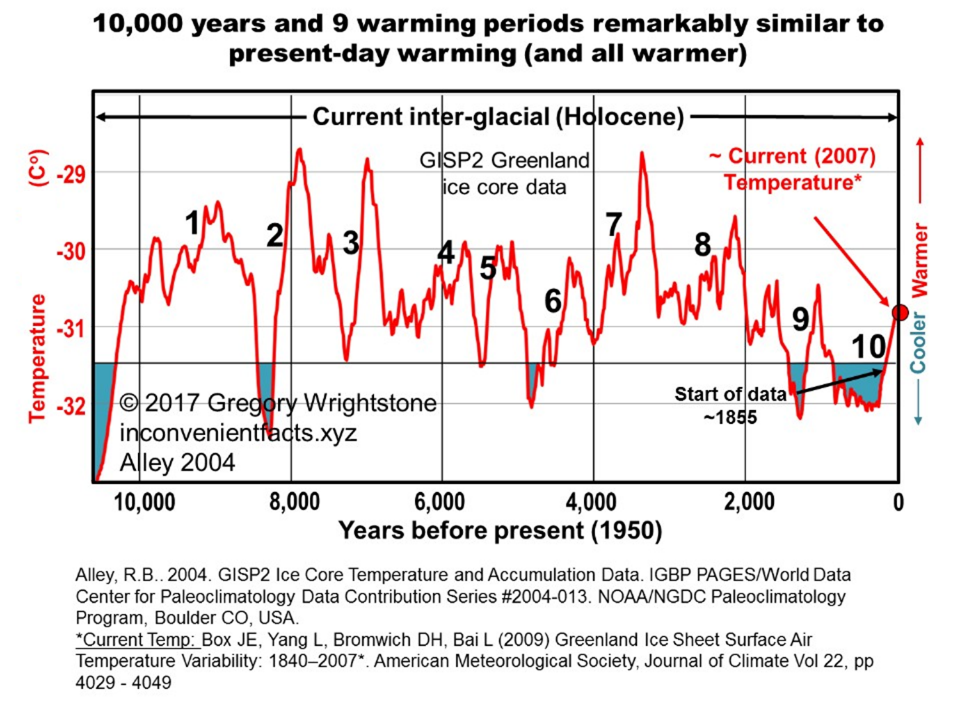 10,000 years and 9 warming periods remarkably similar to
present-day warming (and all warmer)
Current inter-glacial (Holocene)
GISP2 Greenland
ice core data
~ Current (2007)
Temperature*
(C°)
Temperature
-29
-30
-31
-32
1
2
3
4
5
6
7
8
9
10
Warmer
Cooler
Start of data
~1855
© 2017 Gregory Wrightstone
inconvenientfacts.xyz
Alley 2004
10,000
8,000
6,000
4,000
2,000
0
Years before present (1950)
Alley, R.B.. 2004. GISP2 Ice Core Temperature and Accumulation Data. IGBP PAGES/World Data
Center for Paleoclimatology Data Contribution Series #2004-013. NOAA/NGDC Paleoclimatology
Program, Boulder CO, USA.
*Current Temp: Box JE, Yang L, Bromwich DH, Bai L (2009) Greenland Ice Sheet Surface Air
Temperature Variability: 1840–2007*. American Meteorological Society, Journal of Climate Vol 22, pp
4029 - 4049